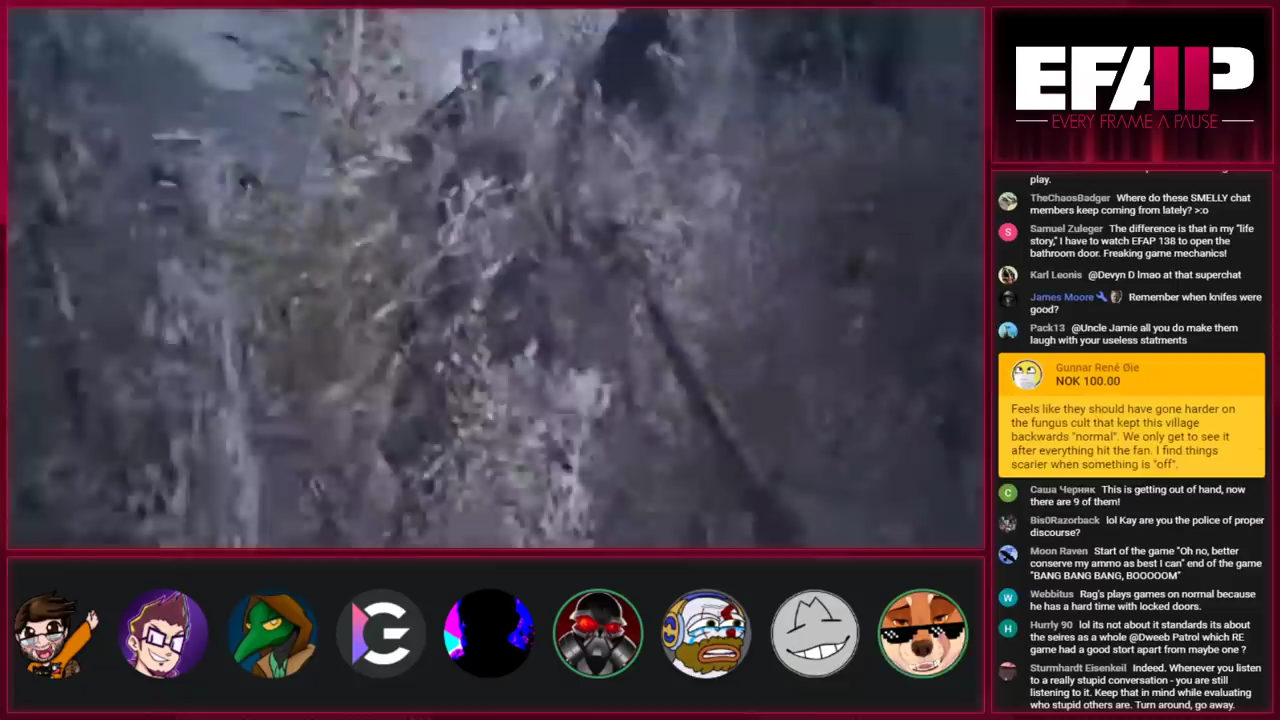 EFAP
EVERY FRAME A PAUSE
play.
TheChaosBadger Where do these SMELLY chat
members keep coming from lately? >:o
S
Samuel Zuleger The difference is that in my "life
story," I have to watch EFAP 138 to open the
bathroom door. Freaking game mechanics!
Karl Leonis @Devyn D lmao at that superchat
James Moore Remember when knifes were
good?
Pack13 @Uncle Jamie all you do make them
laugh with your useless statments
Gunnar René Øie
NOK 100.00
Feels like they should have gone harder on
the fungus cult that kept this village
backwards "normal". We only get to see it
after everything hit the fan. I find things
scarier when something is "off".
C
Саша Черняк This is getting out of hand, now
there are 9 of them!
Bis0Razorback lol Kay are you the police of proper
discourse?
Moon Raven Start of the game "Oh no, better
conserve my ammo as best I can" end of the game
"BANG BANG BANG, BOOOOOM"
W
Webbitus Rag's plays games on normal because
he has a hard time with locked doors.
H
Hurrly 90 lol its not about it standards its about
the seires as a whole @Dweeb Patrol which RE
game had a good stort apart from maybe one ?
Sturmhardt Eisenkeil Indeed. Whenever you listen
to a really stupid conversation - you are still
listening to it. Keep that in mind while evaluating
who stupid others are. Turn around, go away.